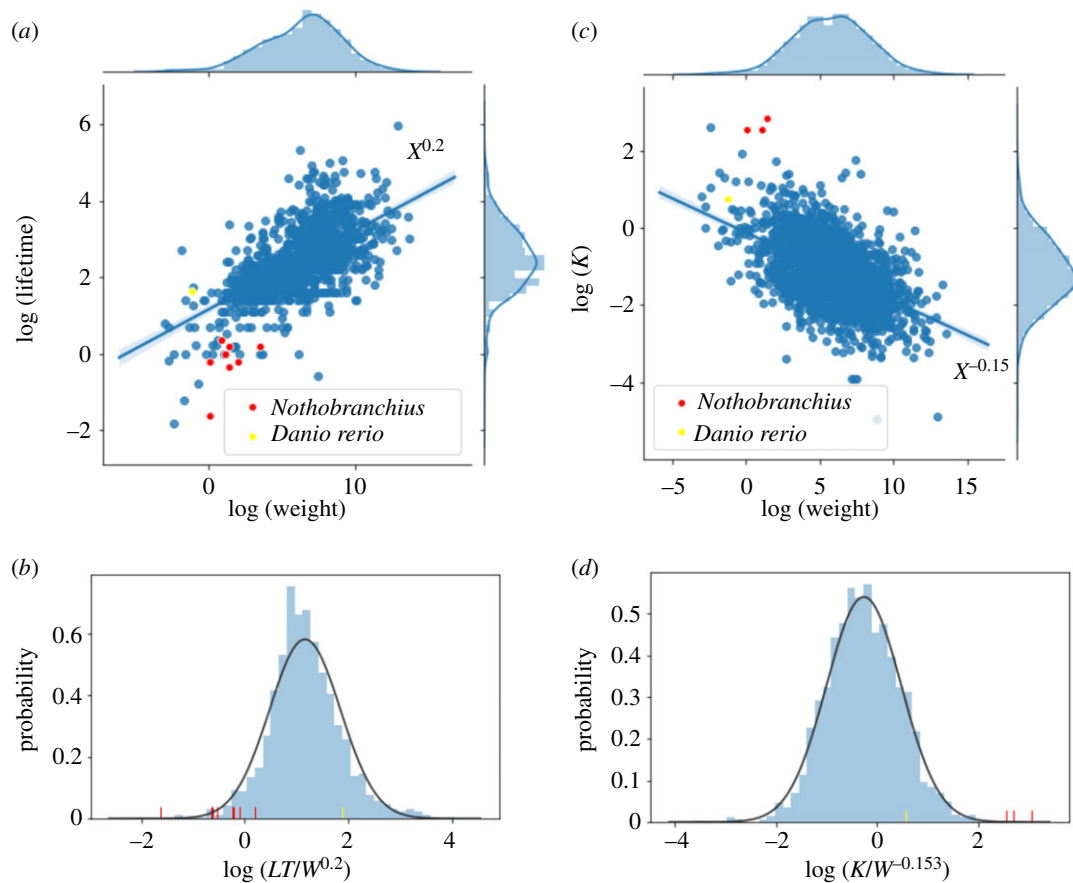 (a)
6
4
2
0
–2
log (lifetime)
X^0.2
Nothobranchius
Danio rerio
0
10
log (weight)
(c)
2
0
–2
–4
log (K)
X^–0.15
Nothobranchius
Danio rerio
–5
0
5
10
15
log (weight)
(b)
0.6
0.4
0.2
0
probability
–2
0
2
4
log (LT/W^0.2)
(d)
0.5
0.4
0.3
0.2
0.1
0
probability
–4
–2
0
2
log (K/W^–0.153)